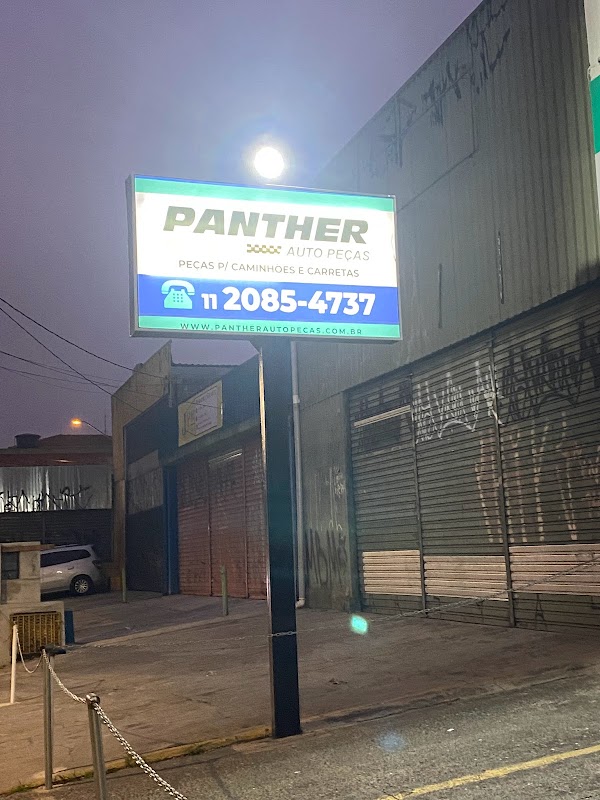 PANTHER
AUTO PEÇAS
PEÇAS P/ CAMINHOES E CARRETAS
11 2085-4737
WWW.PANTHERAUTOPECAS.COM.BR